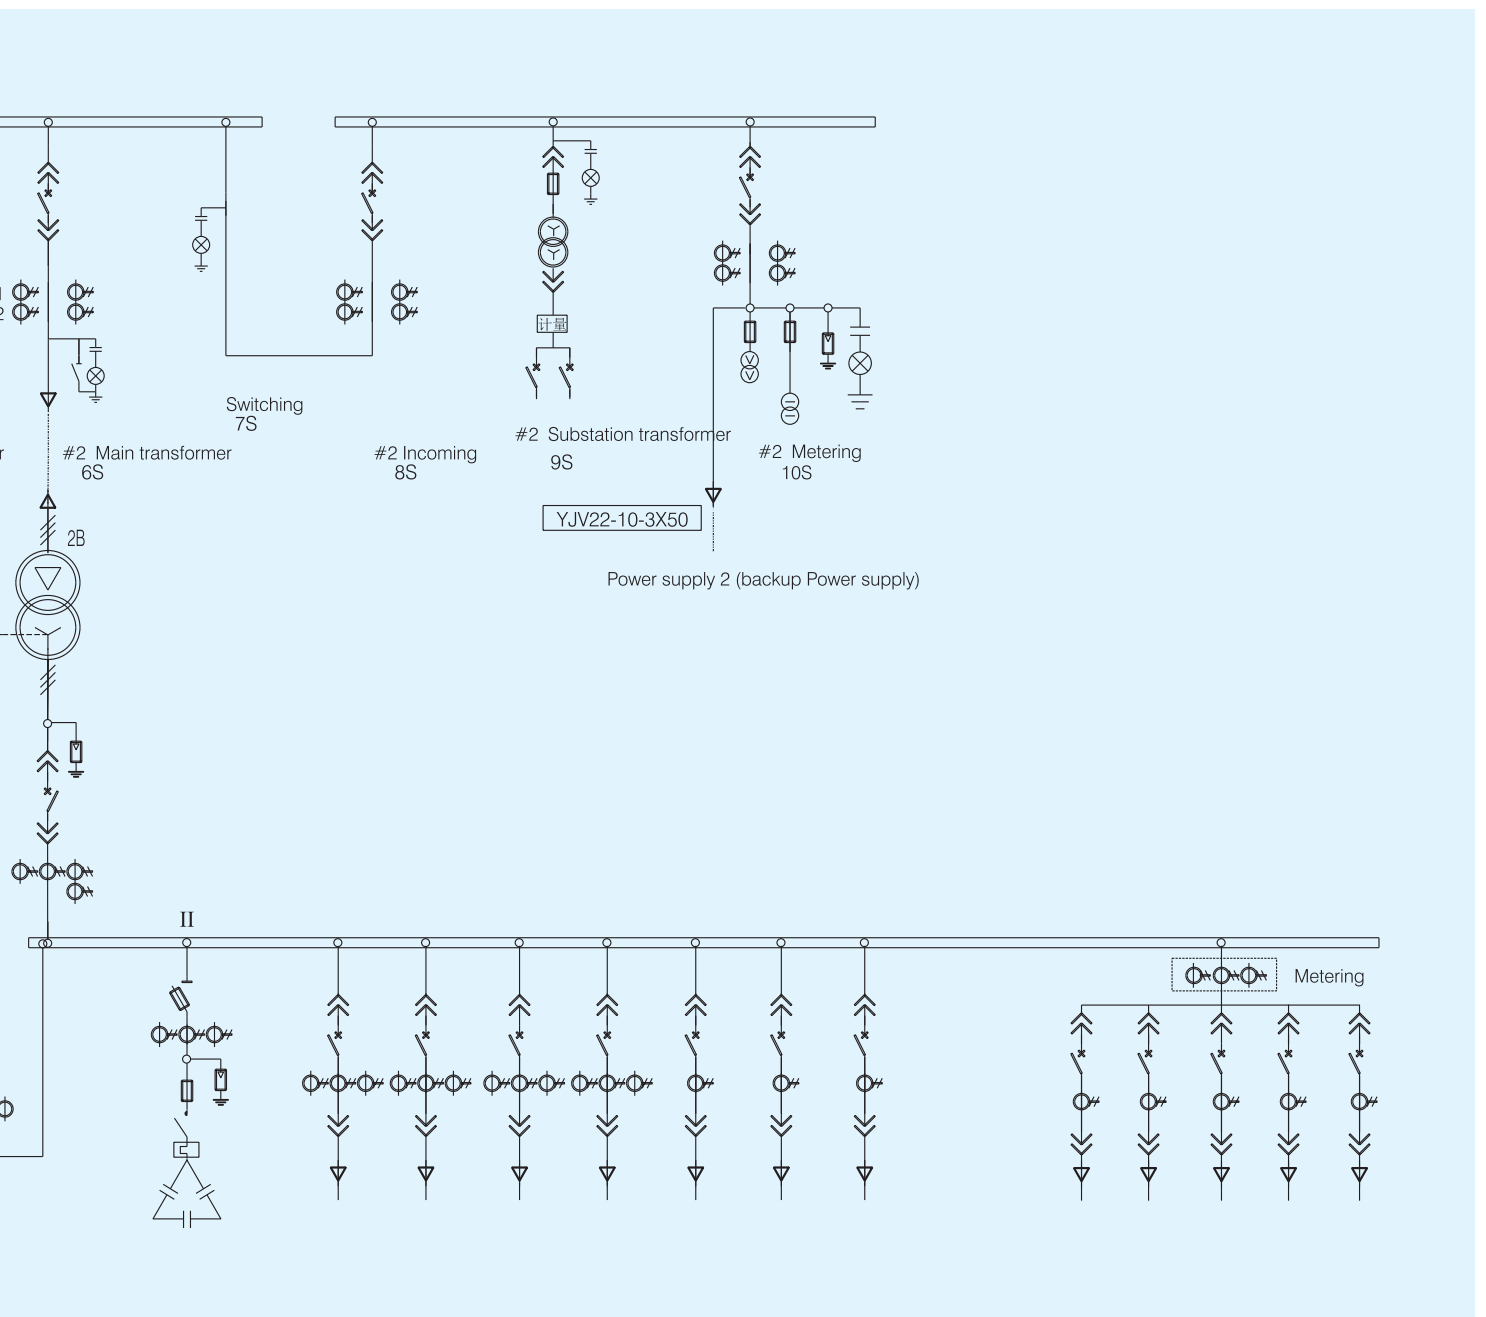 计量
Switching
7S
#2 Main transformer
6S
#2 Incoming
8S
#2 Substation transformer
9S
#2 Metering
10S
YJV22-10-3X50
2B
Power supply 2 (backup Power supply)
II
Metering